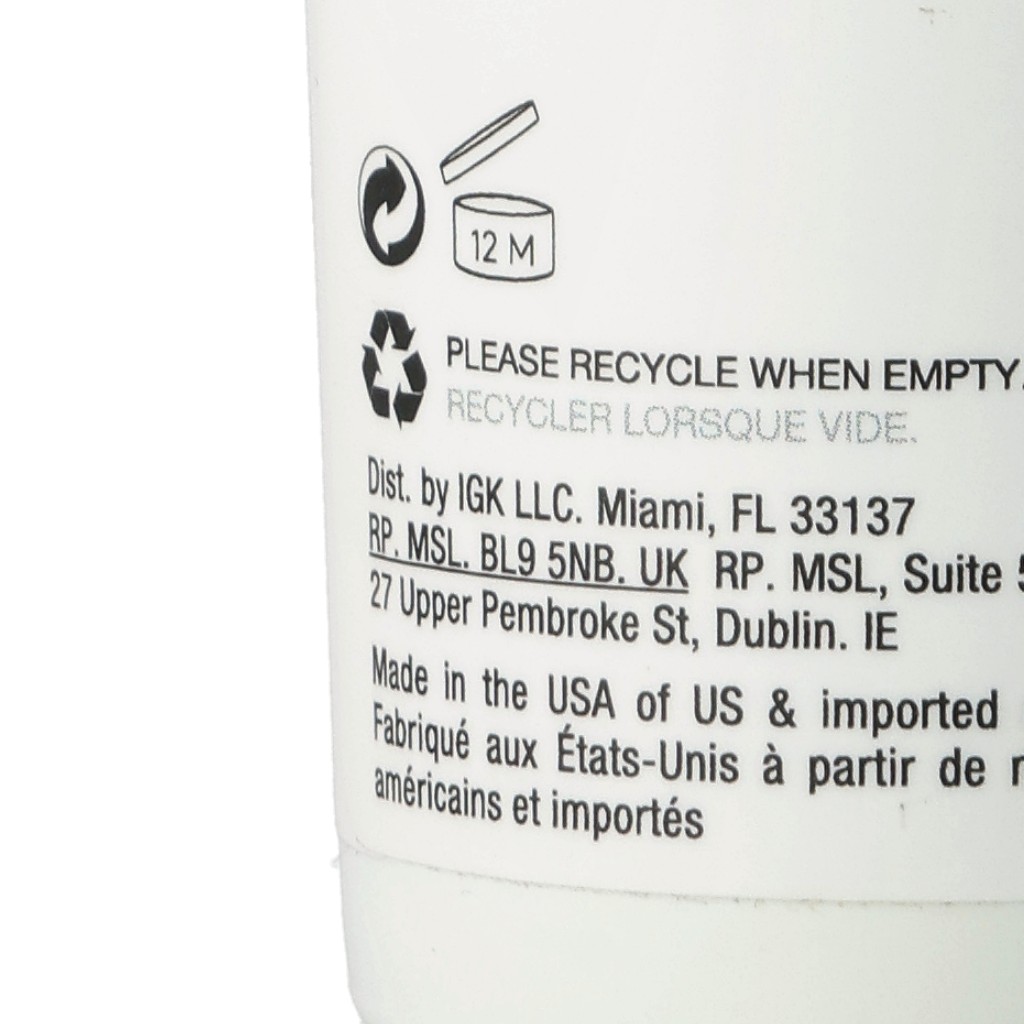 12 M
PLEASE RECYCLE WHEN EMPTY.
RECYCLER LORSQUE VIDE.
Dist. by IGK LLC. Miami, FL 33137
RP. MSL. BL9 5NB. UK RP. MSL, Suite
27 Upper Pembroke St, Dublin. IE
Made in the USA of US & imported
Fabriqué aux États-Unis à partir de
américains et importés